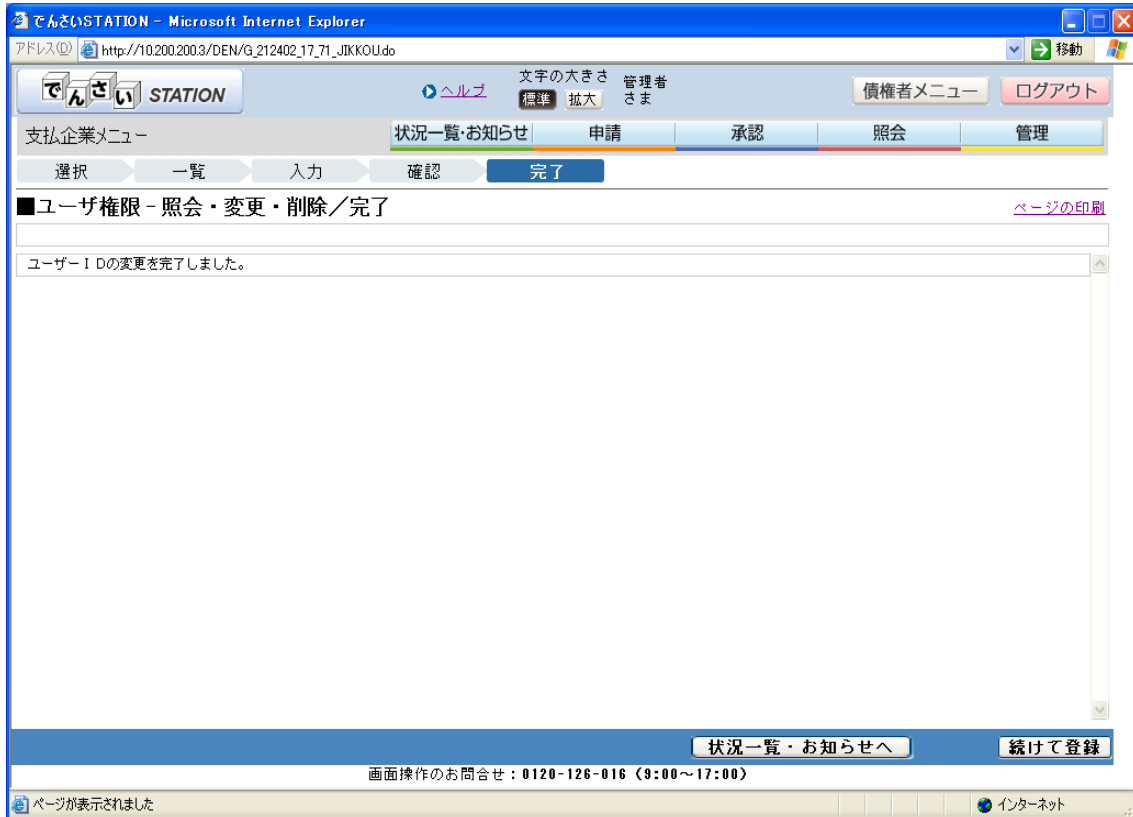 でんさいSTATION - Microsoft Internet Explorer
アドレス(D) http://10.200.200.3/DEN/G_212402_17_71_JIKKOU.do 移動
でんさい STATION ヘルプ 文字の大きさ 標準 拡大 管理者さま 債権者メニュー ログアウト
支払企業メニュー 状況一覧・お知らせ 申請 承認 照会 管理
選択 一覧 入力 確認 完了
■ユーザ権限－照会・変更・削除／完了 ページの印刷
ユーザーＩＤの変更を完了しました。
状況一覧・お知らせへ 続けて登録
画面操作のお問合せ：0120-126-016（9:00～17:00）
ページが表示されました インターネット